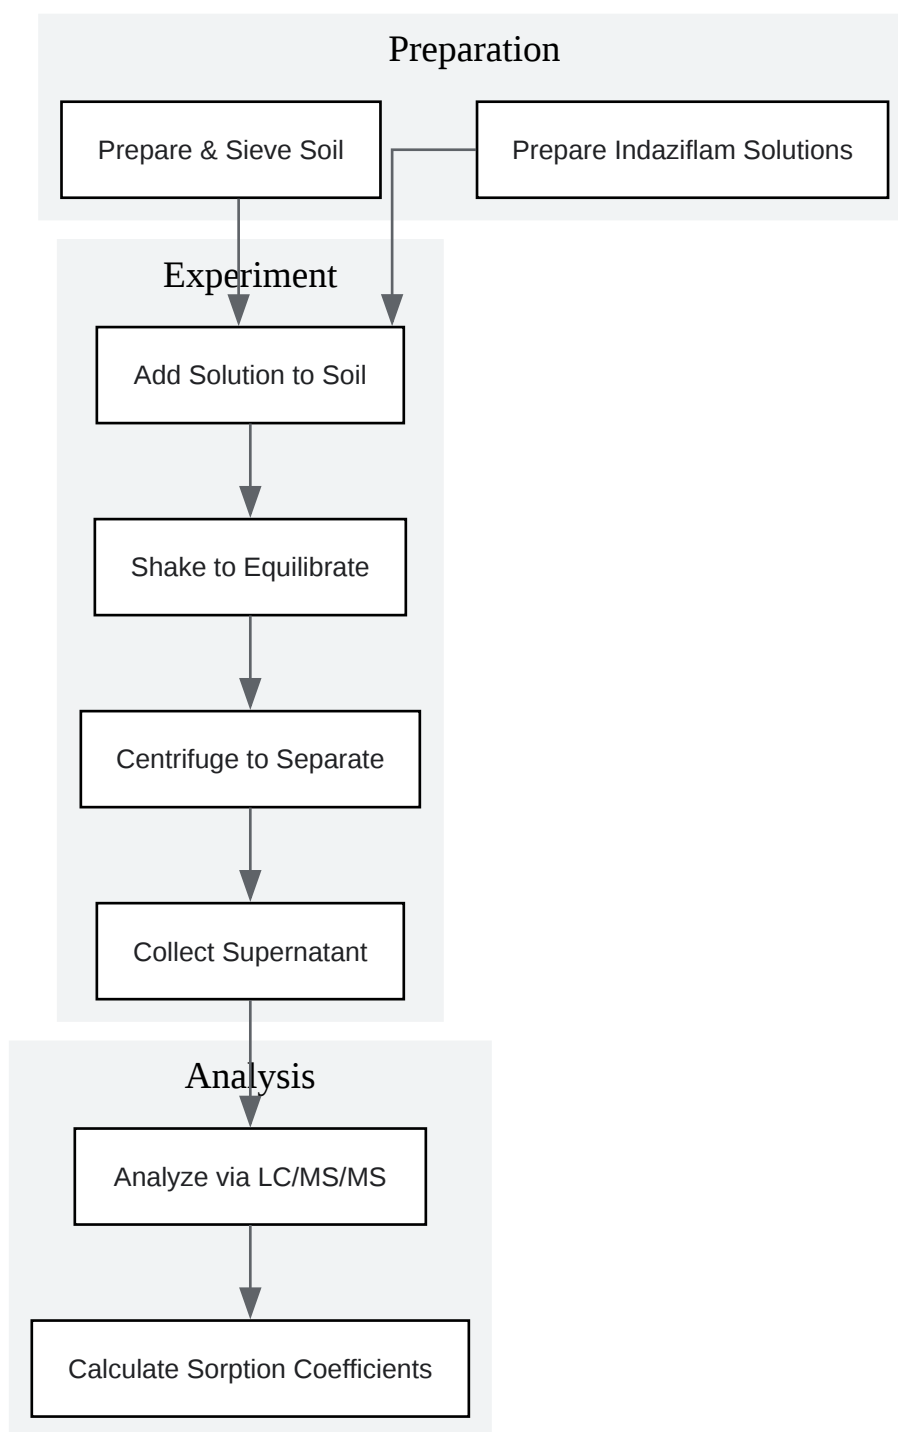 Preparation
Prepare & Sieve Soil
Prepare Indaziflam Solutions
Experiment
Add Solution to Soil
Shake to Equilibrate
Centrifuge to Separate
Collect Supernatant
Analysis
Analyze via LC/MS/MS
Calculate Sorption Coefficients